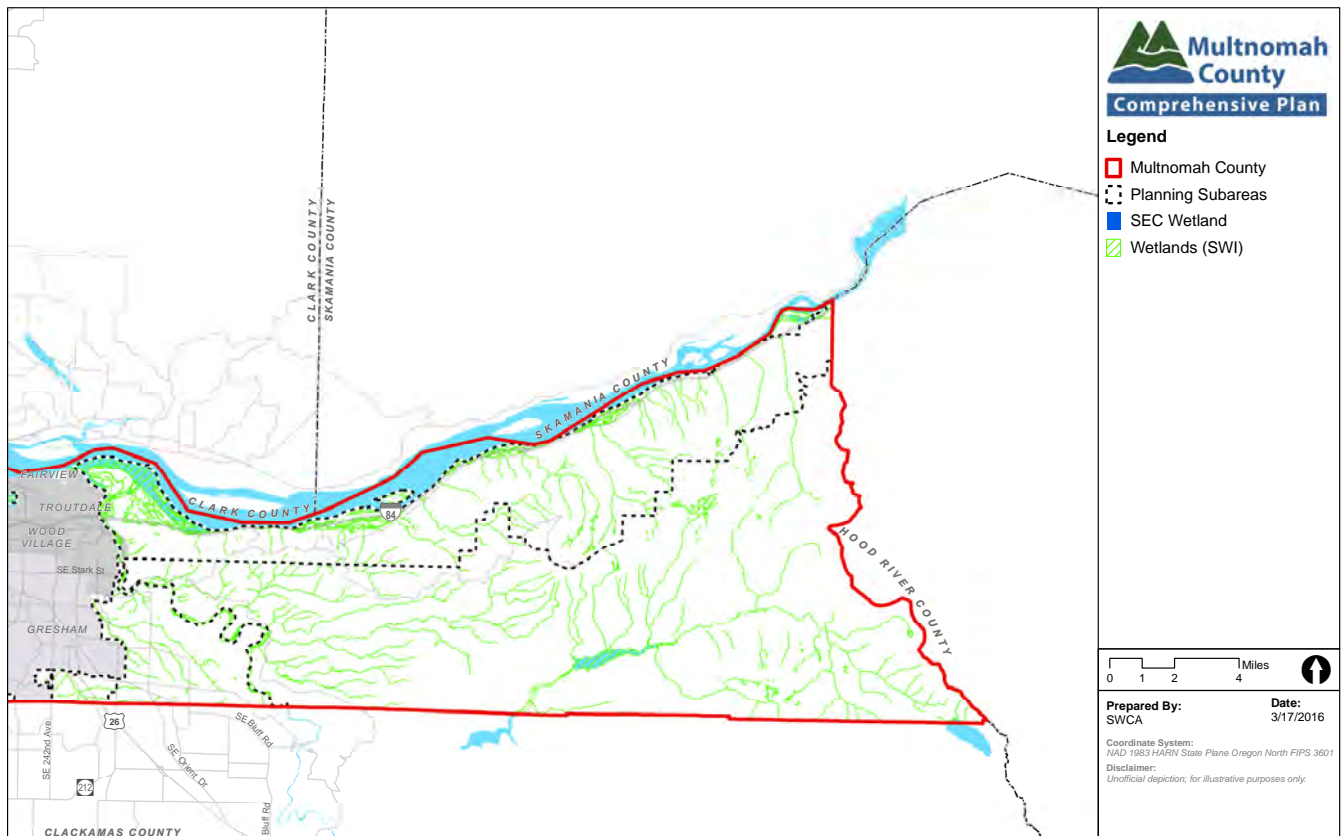 Multnomah
County
Comprehensive Plan
Legend
Multnomah County
Planning Subareas
SEC Wetland
Wetlands (SWI)
CLARK COUNTY
SKAMANIA COUNTY
SKAMANIA COUNTY
CLARK COUNTY
84
FAIRVIEW
TROUTDALE
WOOD
VILLAGE
SE Stark St
GRESHAM
HOOD RIVER COUNTY
26
SE 242nd Ave
SE Bluff Rd
SE Orient Dr
212
Bluff Rd
CLACKAMAS COUNTY
Miles
0 1 2 4
Prepared By:
SWCA
Date:
3/17/2016
Coordinate System:
NAD 1983 HARN State Plane Oregon North FIPS 3601
Disclaimer:
Unofficial depiction; for illustrative purposes only.